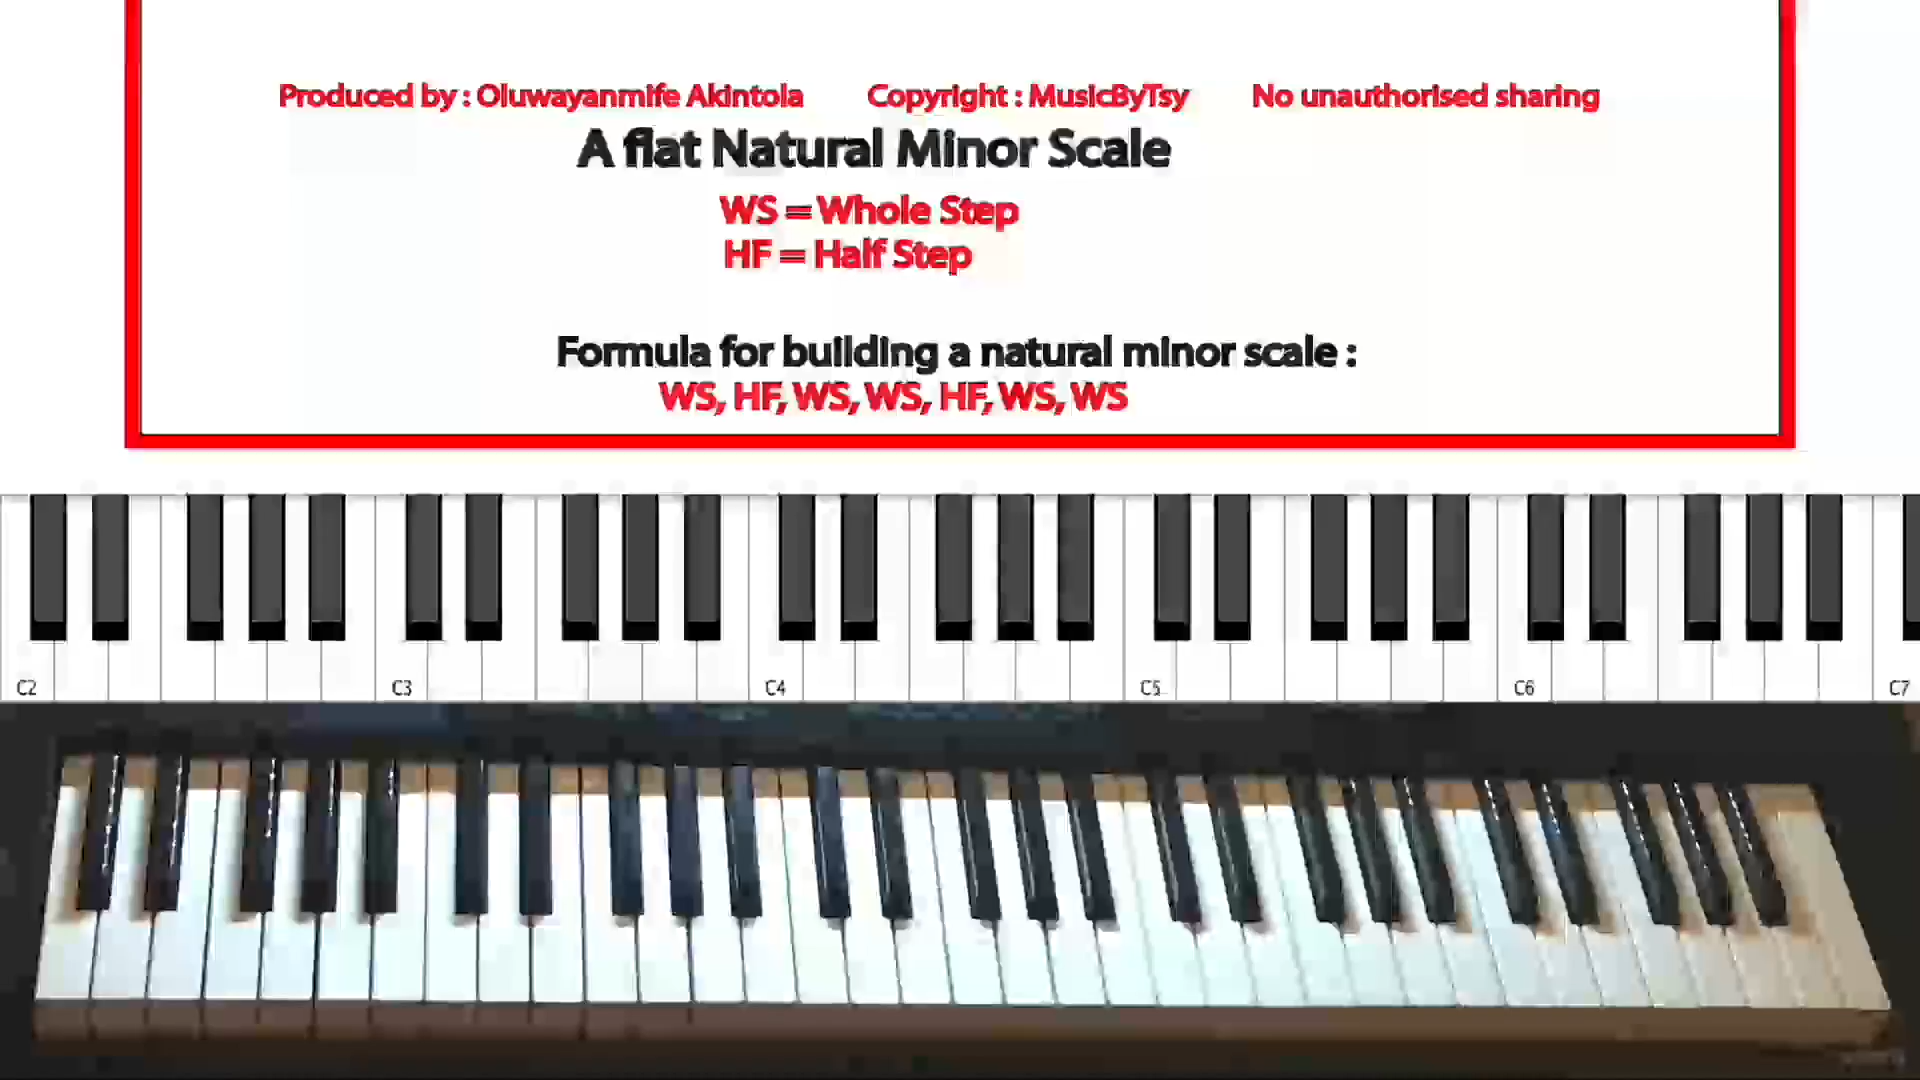 Produced by : Oluwayanmife Akintola Copyright : MusicByTsy No unauthorised sharing
A flat Natural Minor Scale
WS = Whole Step
HF = Half Step
Formula for building a natural minor scale :
WS, HF, WS, WS, HF, WS, WS
C2 C3 C4 C5 C6 C7